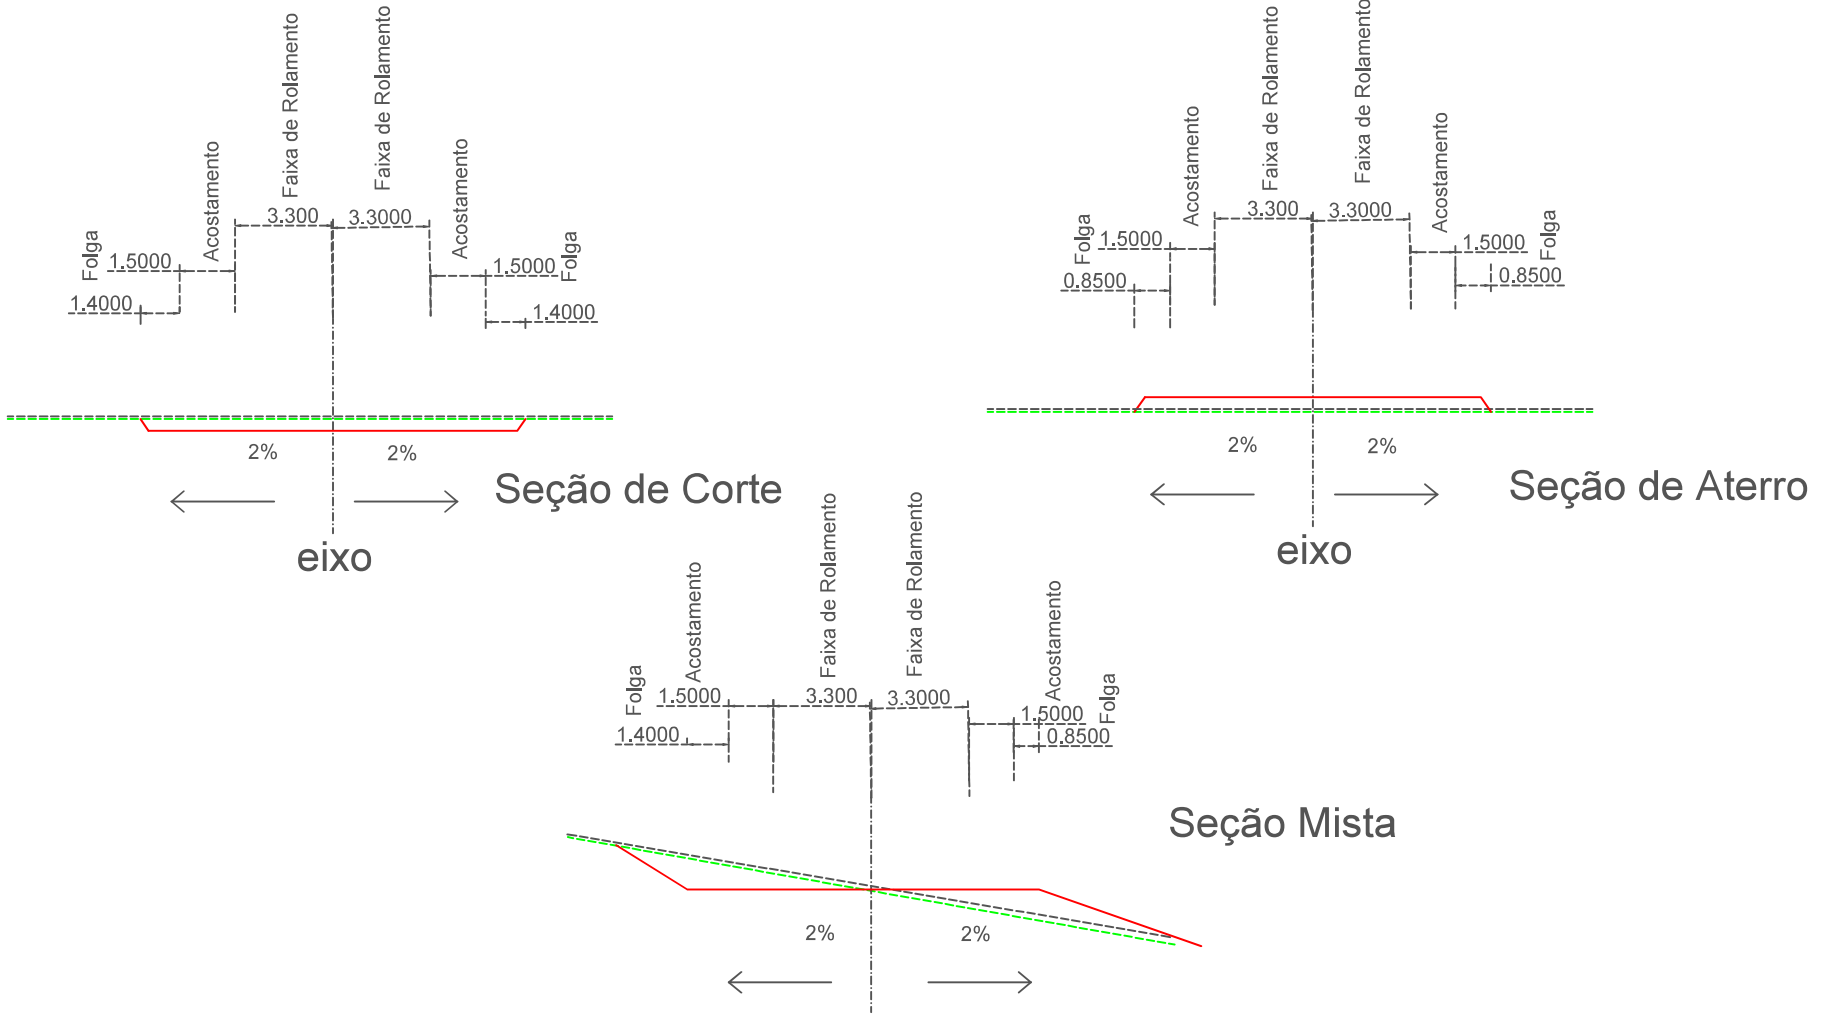 Folga
Acostamento
Faixa de Rolamento
Faixa de Rolamento
Acostamento
Folga
3.300
3.3000
1.5000
1.5000
1.4000
1.4000
2%
2%
Seção de Corte
eixo
Folga
Acostamento
Faixa de Rolamento
Faixa de Rolamento
Acostamento
Folga
3.300
3.3000
1.5000
1.5000
0.8500
0.8500
2%
2%
Seção de Aterro
eixo
Folga
Acostamento
Faixa de Rolamento
Faixa de Rolamento
Acostamento
Folga
1.5000
3.300
3.3000
1.5000
1.4000
0.8500
Seção Mista
2%
2%